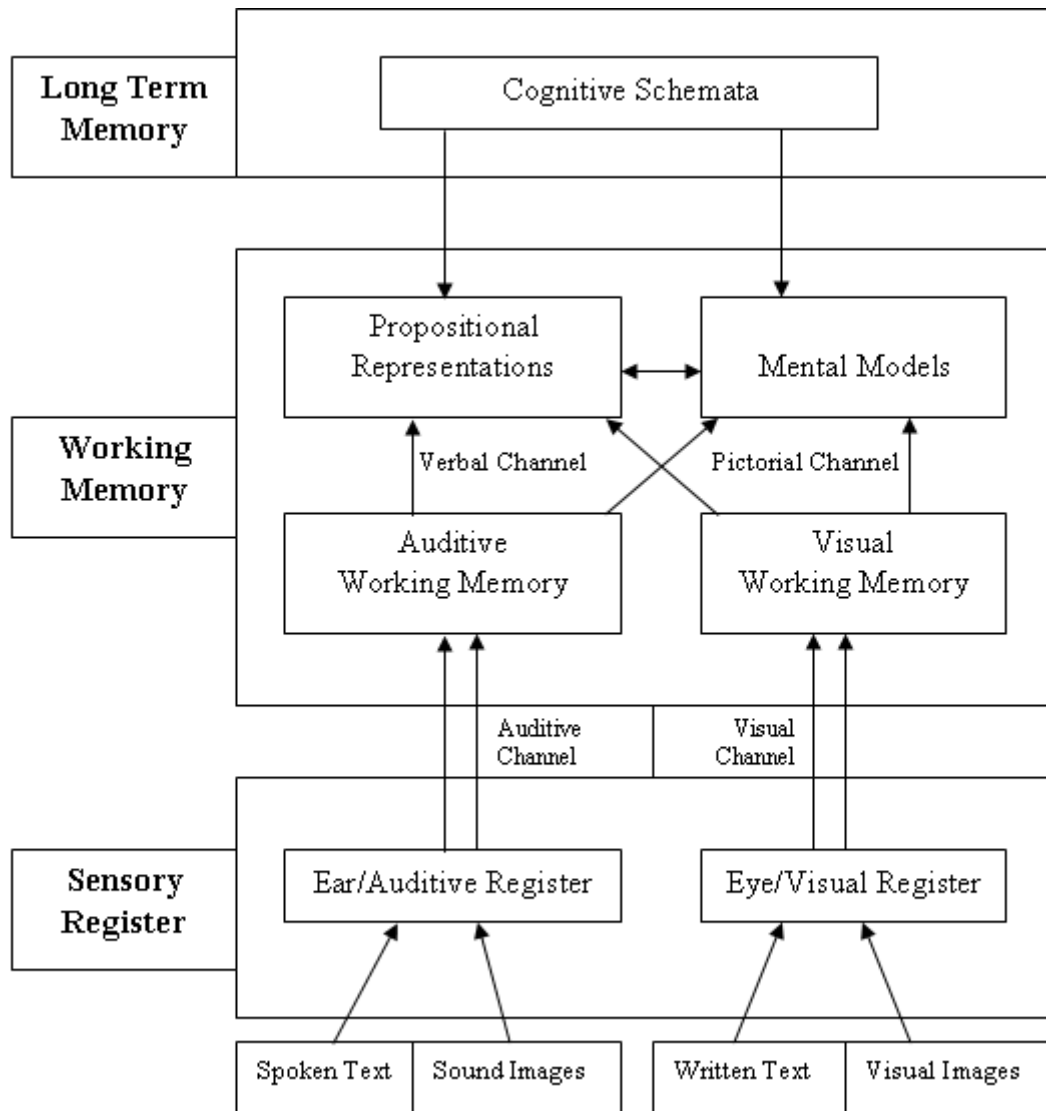 Long Term
Memory
Cognitive Schemata
Propositional
Representations
Mental Models
Working
Memory
Verbal Channel
Pictorial Channel
Auditive
Working Memory
Visual
Working Memory
Auditive
Channel
Visual
Channel
Sensory
Register
Ear/Auditive Register
Eye/Visual Register
Spoken Text
Sound Images
Written Text
Visual Images